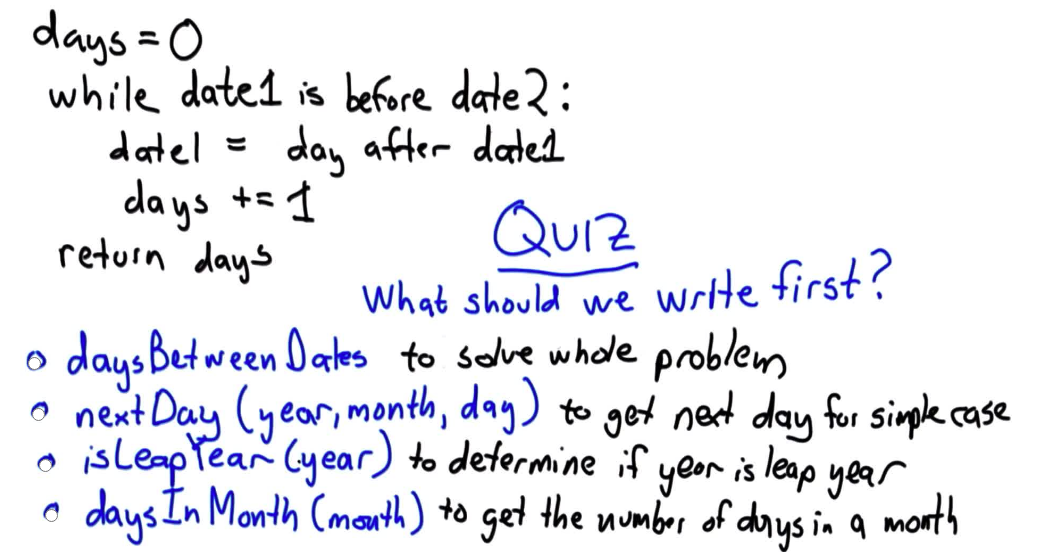 days = 0
while date1 is before date2:
date1 = day after date1
days += 1
return days
QUIZ
What should we write first?
daysBetweenDates to solve whole problem
nextDay (year, month, day) to get next day for simple case
isLeapYear (year) to determine if year is leap year
daysInMonth (month) to get the number of days in a month